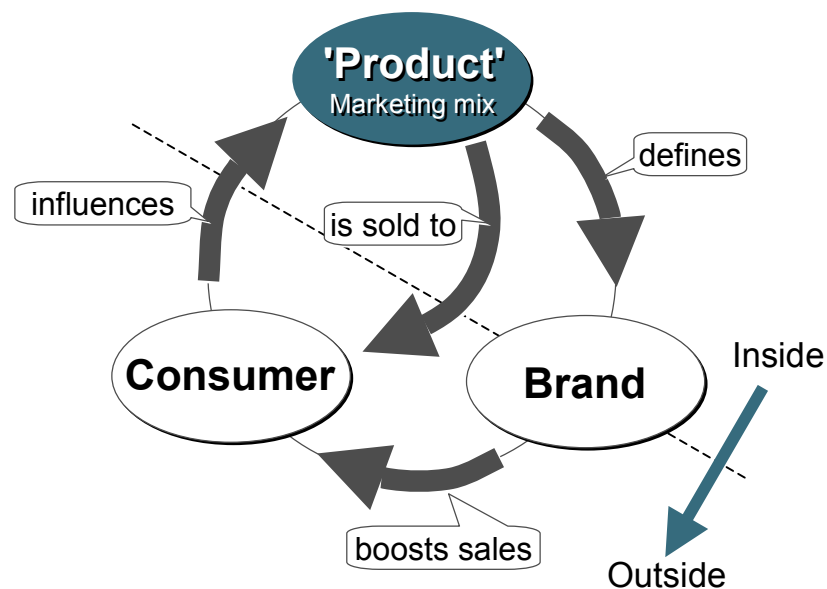 'Product'
Marketing mix
defines
influences
is sold to
Inside
Consumer
Brand
boosts sales
Outside